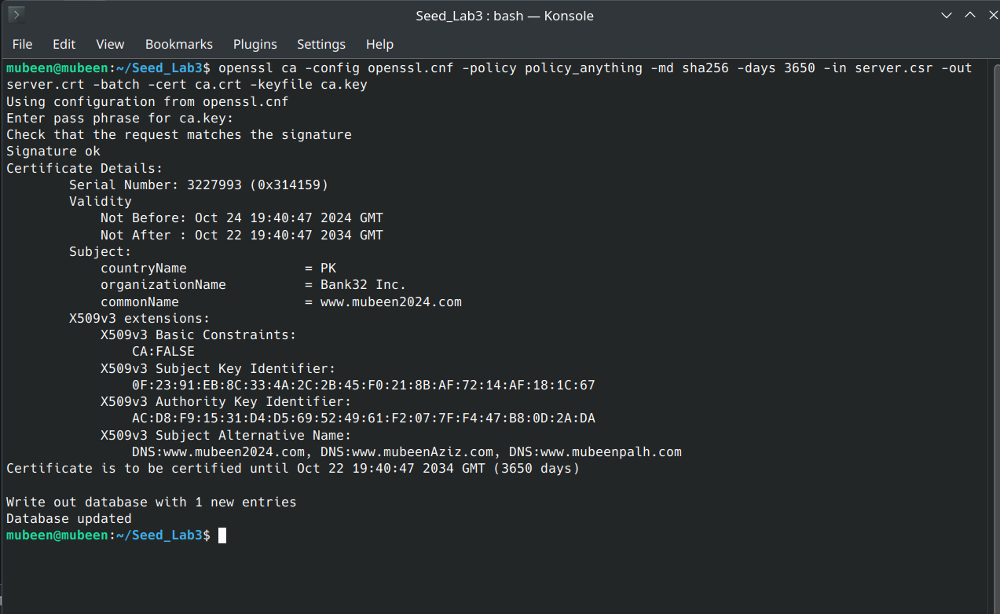 Seed_Lab3 : bash — Konsole
File Edit View Bookmarks Plugins Settings Help
mubeen@mubeen:~/Seed_Lab3$ openssl ca -config openssl.cnf -policy policy_anything -md sha256 -days 3650 -in server.csr -out
server.crt -batch -cert ca.crt -keyfile ca.key
Using configuration from openssl.cnf
Enter pass phrase for ca.key:
Check that the request matches the signature
Signature ok
Certificate Details:
        Serial Number: 3227993 (0x314159)
        Validity
            Not Before: Oct 24 19:40:47 2024 GMT
            Not After : Oct 22 19:40:47 2034 GMT
        Subject:
            countryName               = PK
            organizationName          = Bank32 Inc.
            commonName                = www.mubeen2024.com
        X509v3 extensions:
            X509v3 Basic Constraints:
                CA:FALSE
            X509v3 Subject Key Identifier:
                0F:23:91:EB:8C:33:4A:2C:2B:45:F0:21:8B:AF:72:14:AF:18:1C:67
            X509v3 Authority Key Identifier:
                AC:D8:F9:15:31:D4:D5:69:52:49:61:F2:07:7F:F4:47:B8:0D:2A:DA
            X509v3 Subject Alternative Name:
                DNS:www.mubeen2024.com, DNS:www.mubeenAziz.com, DNS:www.mubeenpalh.com
Certificate is to be certified until Oct 22 19:40:47 2034 GMT (3650 days)

Write out database with 1 new entries
Database updated
mubeen@mubeen:~/Seed_Lab3$